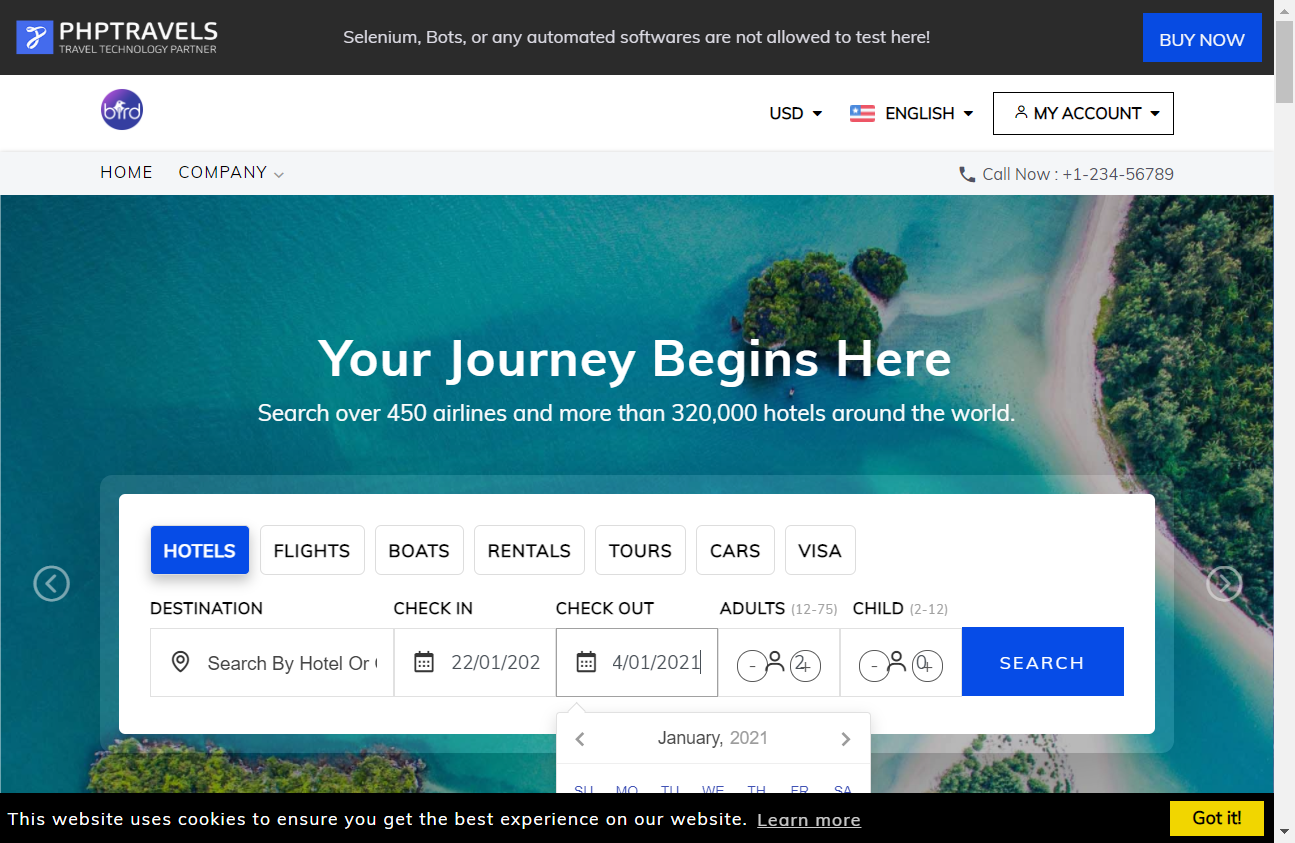 PHPTRAVELS
TRAVEL TECHNOLOGY PARTNER
Selenium, Bots, or any automated softwares are not allowed to test here!
BUY NOW
bird
USD
ENGLISH
MY ACCOUNT
HOME
COMPANY
Call Now : +1-234-56789
Your Journey Begins Here
Search over 450 airlines and more than 320,000 hotels around the world.
HOTELS FLIGHTS BOATS RENTALS TOURS CARS VISA
DESTINATION CHECK IN CHECK OUT ADULTS (12-75) CHILD (2-12)
Search By Hotel Or 22/01/202 4/01/2021 - 2 + - 0 + SEARCH
January, 2021
SU MO TU WE TH FR SA
This website uses cookies to ensure you get the best experience on our website. Learn more
Got it!